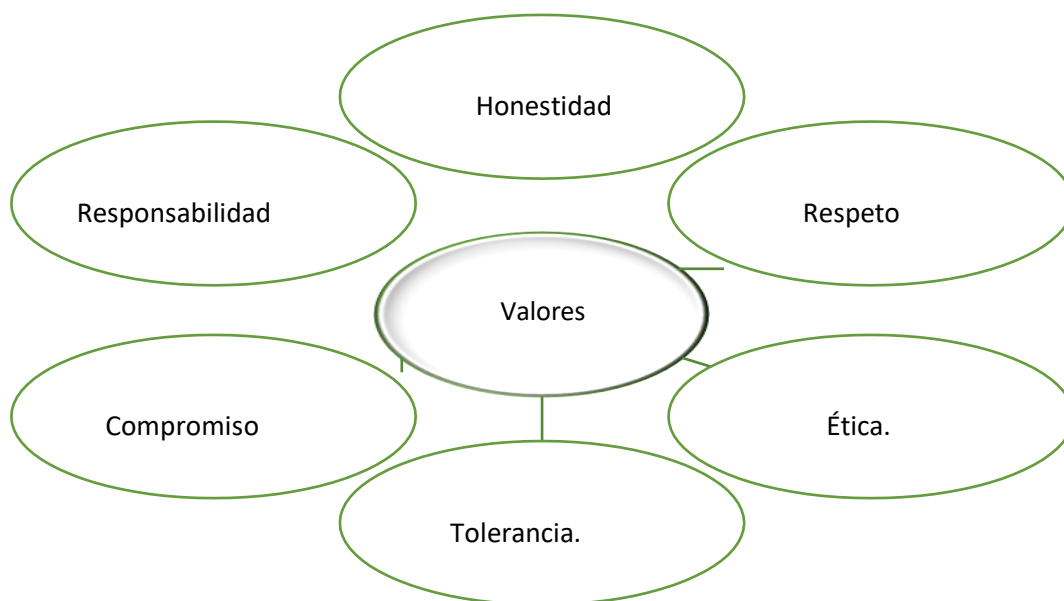 Honestidad
Responsabilidad
Respeto
Valores
Compromiso
Ética.
Tolerancia.